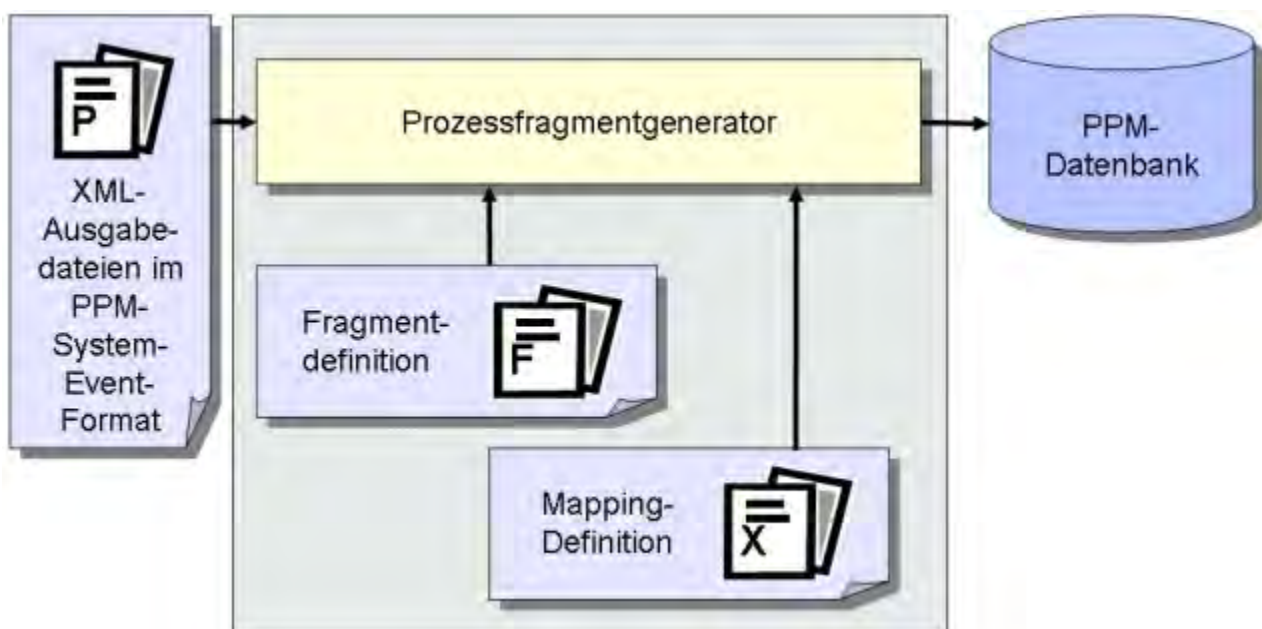 P
XML-
Ausgabe-
dateien im
PPM-
System-
Event-
Format
Prozessfragmentgenerator
PPM-
Datenbank
Fragment-
definition
F
Mapping-
Definition
X